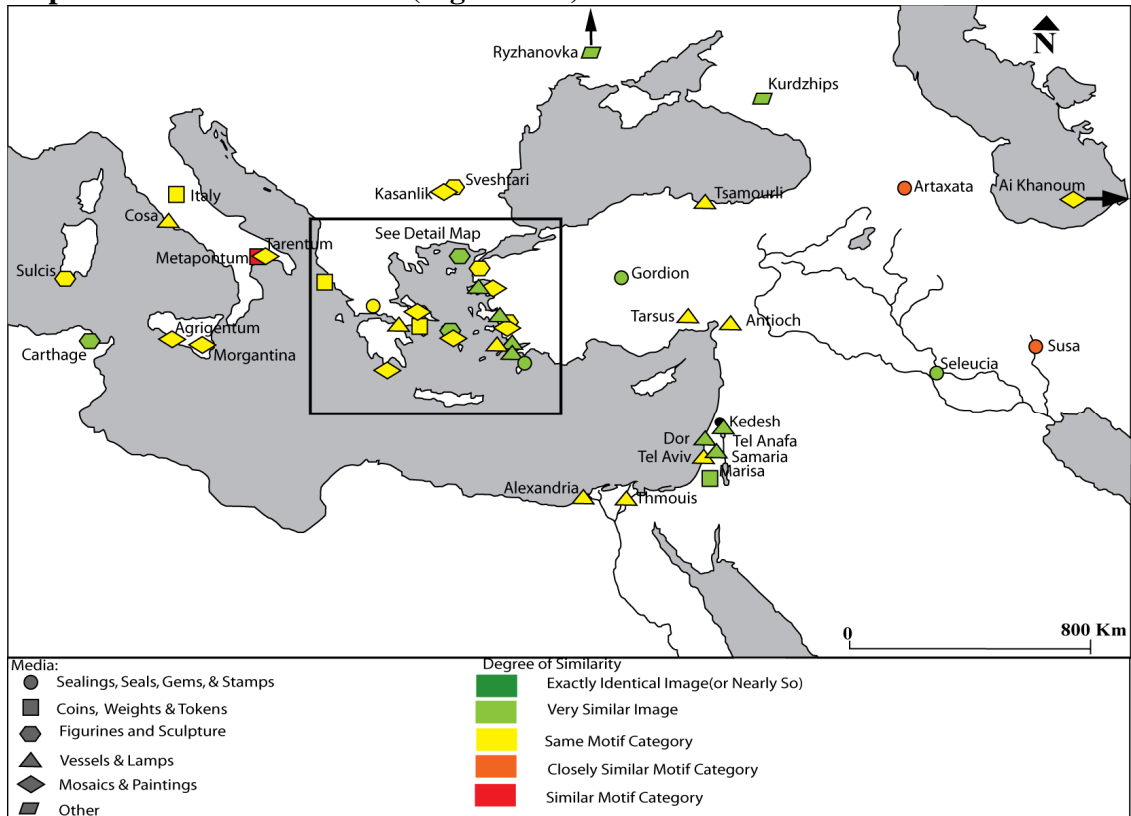 Ryzhanovka
Kurdzhips
N
Sveshtari
Kasanlik
Italy
Tsamourli
Artaxata
Ai Khanoum
Cosa
See Detail Map
Tarentum
Metapontum
Sulcis
Gordion
Tarsus
Antioch
Agrigentum
Carthage
Morgantina
Susa
Seleucia
Kedesh
Dor
Tel Anafa
Tel Aviv
Samaria
Marisa
Alexandria
Thmouis
0 800 Km
Media:
Sealings, Seals, Gems, & Stamps
Coins, Weights & Tokens
Figurines and Sculpture
Vessels & Lamps
Mosaics & Paintings
Other
Degree of Similarity
Exactly Identical Image(or Nearly So)
Very Similar Image
Same Motif Category
Closely Similar Motif Category
Similar Motif Category